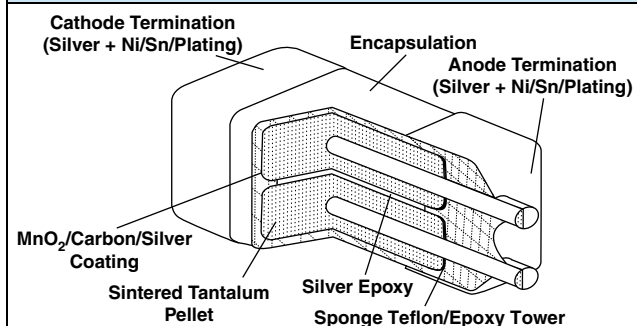 Cathode Termination
(Silver + Ni/Sn/Plating)
Encapsulation
Anode Termination
(Silver + Ni/Sn/Plating)
MnO2/Carbon/Silver
Coating
Sintered Tantalum
Pellet
Silver Epoxy
Sponge Teflon/Epoxy Tower